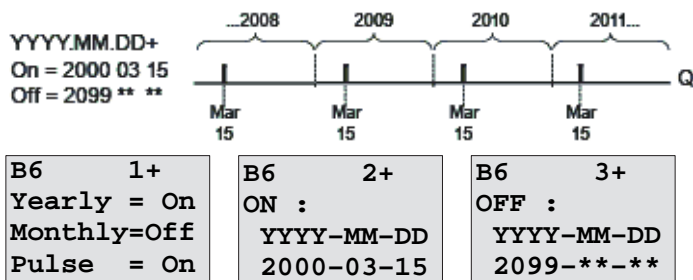 ...2008 2009 2010 2011...
YYYY.MM.DD+
On = 2000 03 15
Off = 2099 ** **
Q
Mar Mar Mar Mar
15 15 15 15
B6 1+
Yearly = On
Monthly=Off
Pulse = On
B6 2+
ON :
YYYY-MM-DD
2000-03-15
B6 3+
OFF :
YYYY-MM-DD
2099-**-**